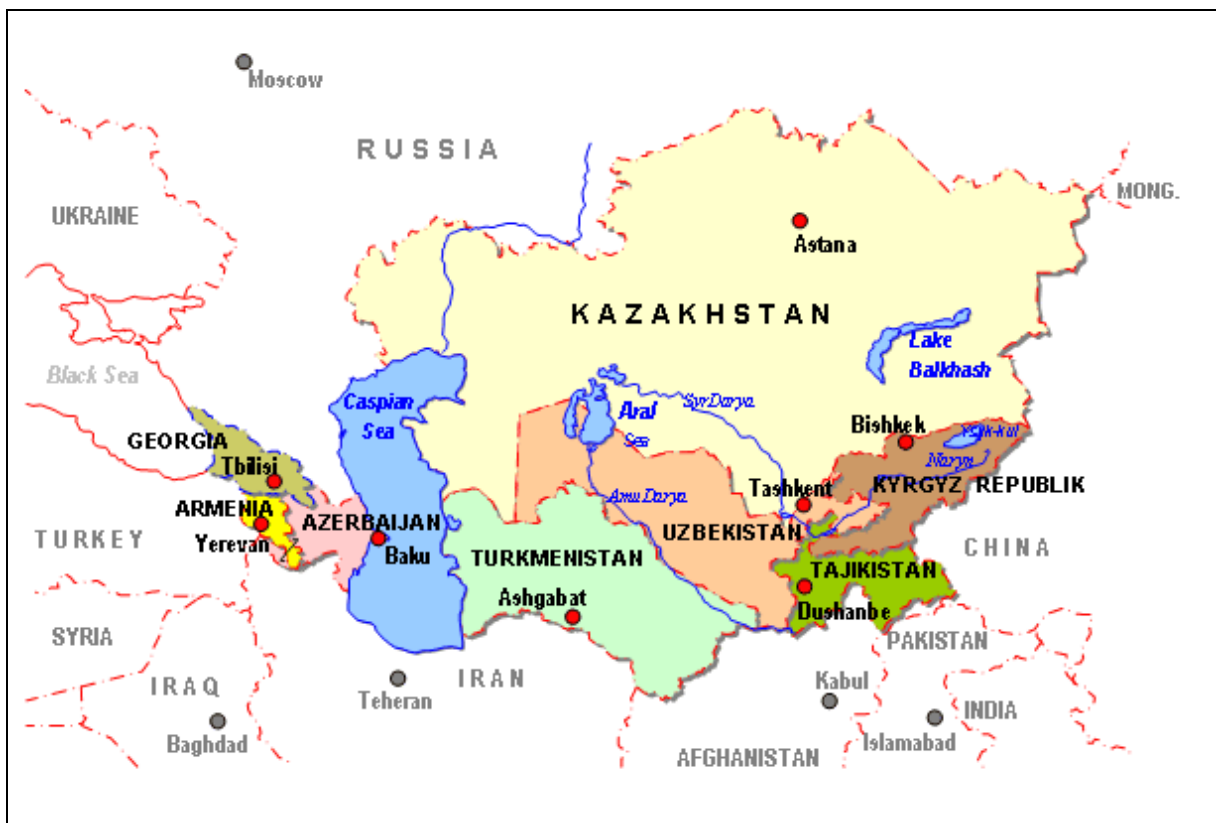 Moscow
RUSSIA
MONG.
UKRAINE
Astana
KAZAKHSTAN
Lake
Balkhash
Black Sea
Caspian
Sea
Aral
Sea
SyrDarya
Bishkek
Ysyk-kul
Naryn
GEORGIA
Tbilisi
Tashkent
KYRGYZ REPUBLIK
Amu Darya
ARMENIA
AZERBAIJAN
UZBEKISTAN
TURKEY
Yerevan
Baku
CHINA
TURKMENISTAN
TAJIKISTAN
Ashgabat
Dushanbe
SYRIA
PAKISTAN
IRAQ
IRAN
Teheran
Kabul
INDIA
Baghdad
Islamabad
AFGHANISTAN